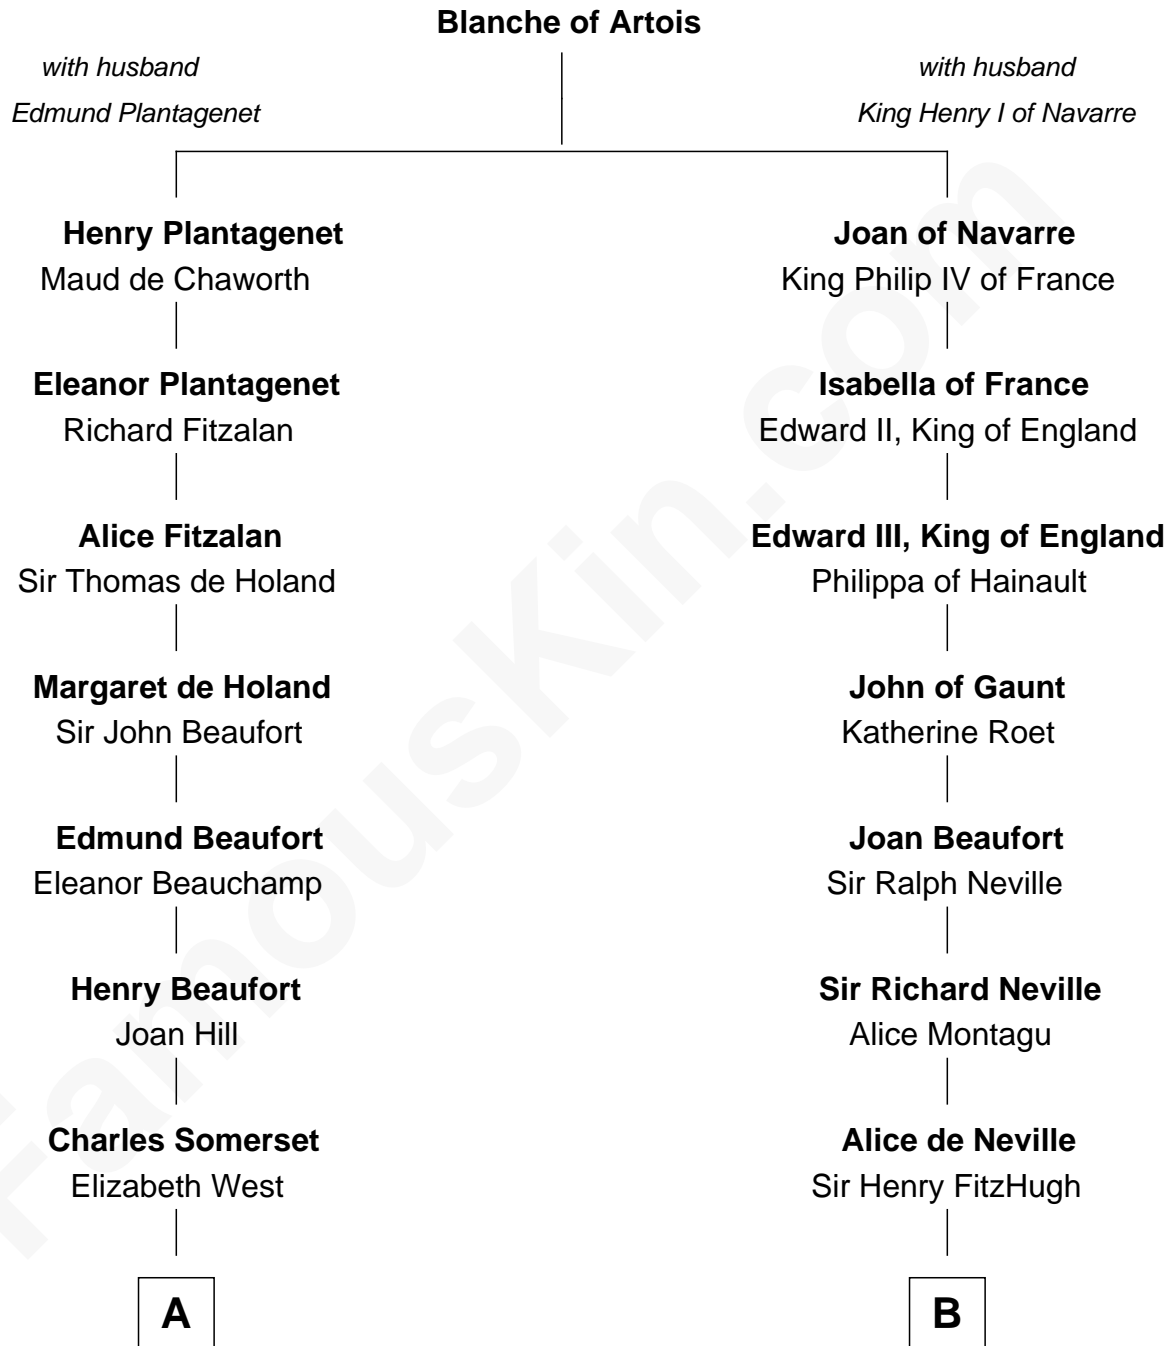 Blanche of Artois
with husband
Edmund Plantagenet
with husband
King Henry I of Navarre
Henry Plantagenet
Maud de Chaworth
Eleanor Plantagenet
Richard Fitzalan
Alice Fitzalan
Sir Thomas de Holand
Margaret de Holand
Sir John Beaufort
Edmund Beaufort
Eleanor Beauchamp
Henry Beaufort
Joan Hill
Charles Somerset
Elizabeth West
A
Joan of Navarre
King Philip IV of France
Isabella of France
Edward II, King of England
Edward III, King of England
Philippa of Hainault
John of Gaunt
Katherine Roet
Joan Beaufort
Sir Ralph Neville
Sir Richard Neville
Alice Montagu
Alice de Neville
Sir Henry FitzHugh
B
FamousKin.com